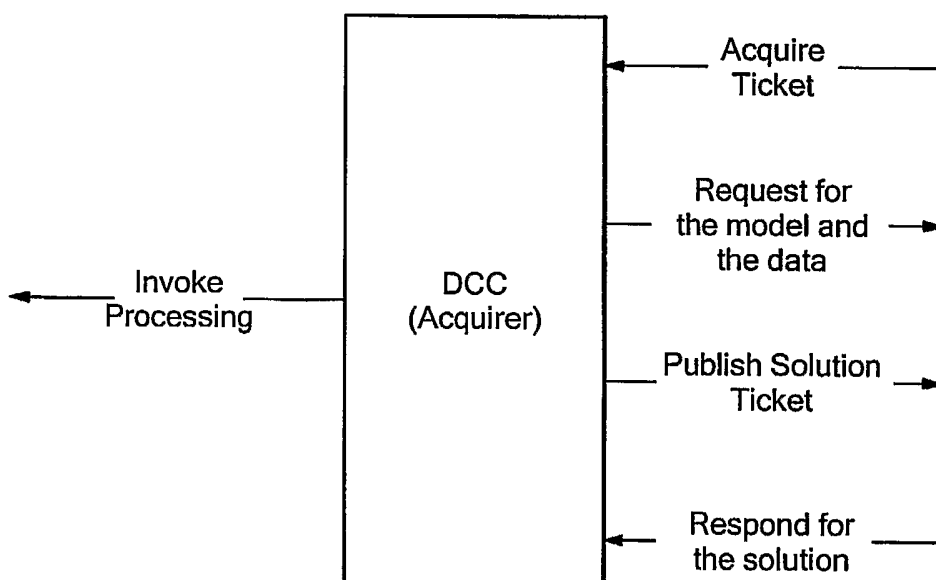 Acquire
Ticket
Request for
the model and
the data
Invoke
Processing
DCC
(Acquirer)
Publish Solution
Ticket
Respond for
the solution